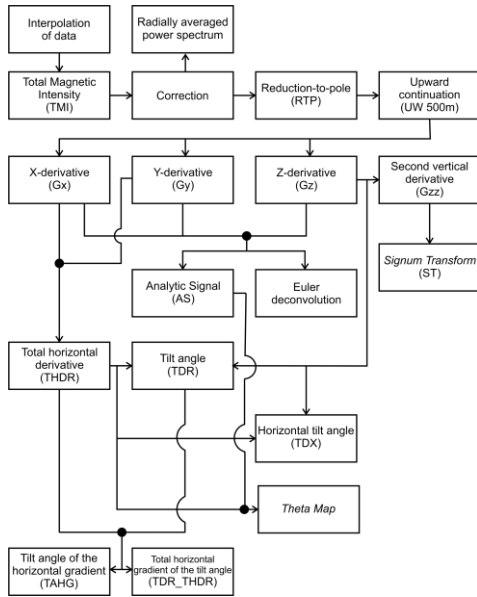 Interpolation
of data
Radially averaged
power spectrum
Total Magnetic
Intensity
(TMI)
Correction
Reduction-to-pole
(RTP)
Upward
continuation
(UW 500m)
X-derivative
(Gx)
Y-derivative
(Gy)
Z-derivative
(Gz)
Second vertical
derivative
(Gzz)
Analytic Signal
(AS)
Euler
deconvolution
Signum Transform
(ST)
Total horizontal
derivative
(THDR)
Tilt angle
(TDR)
Horizontal tilt angle
(TDX)
Theta Map
Tilt angle of the
horizontal gradient
(TAHG)
Total horizontal
gradient of the tilt angle
(TDR_THDR)